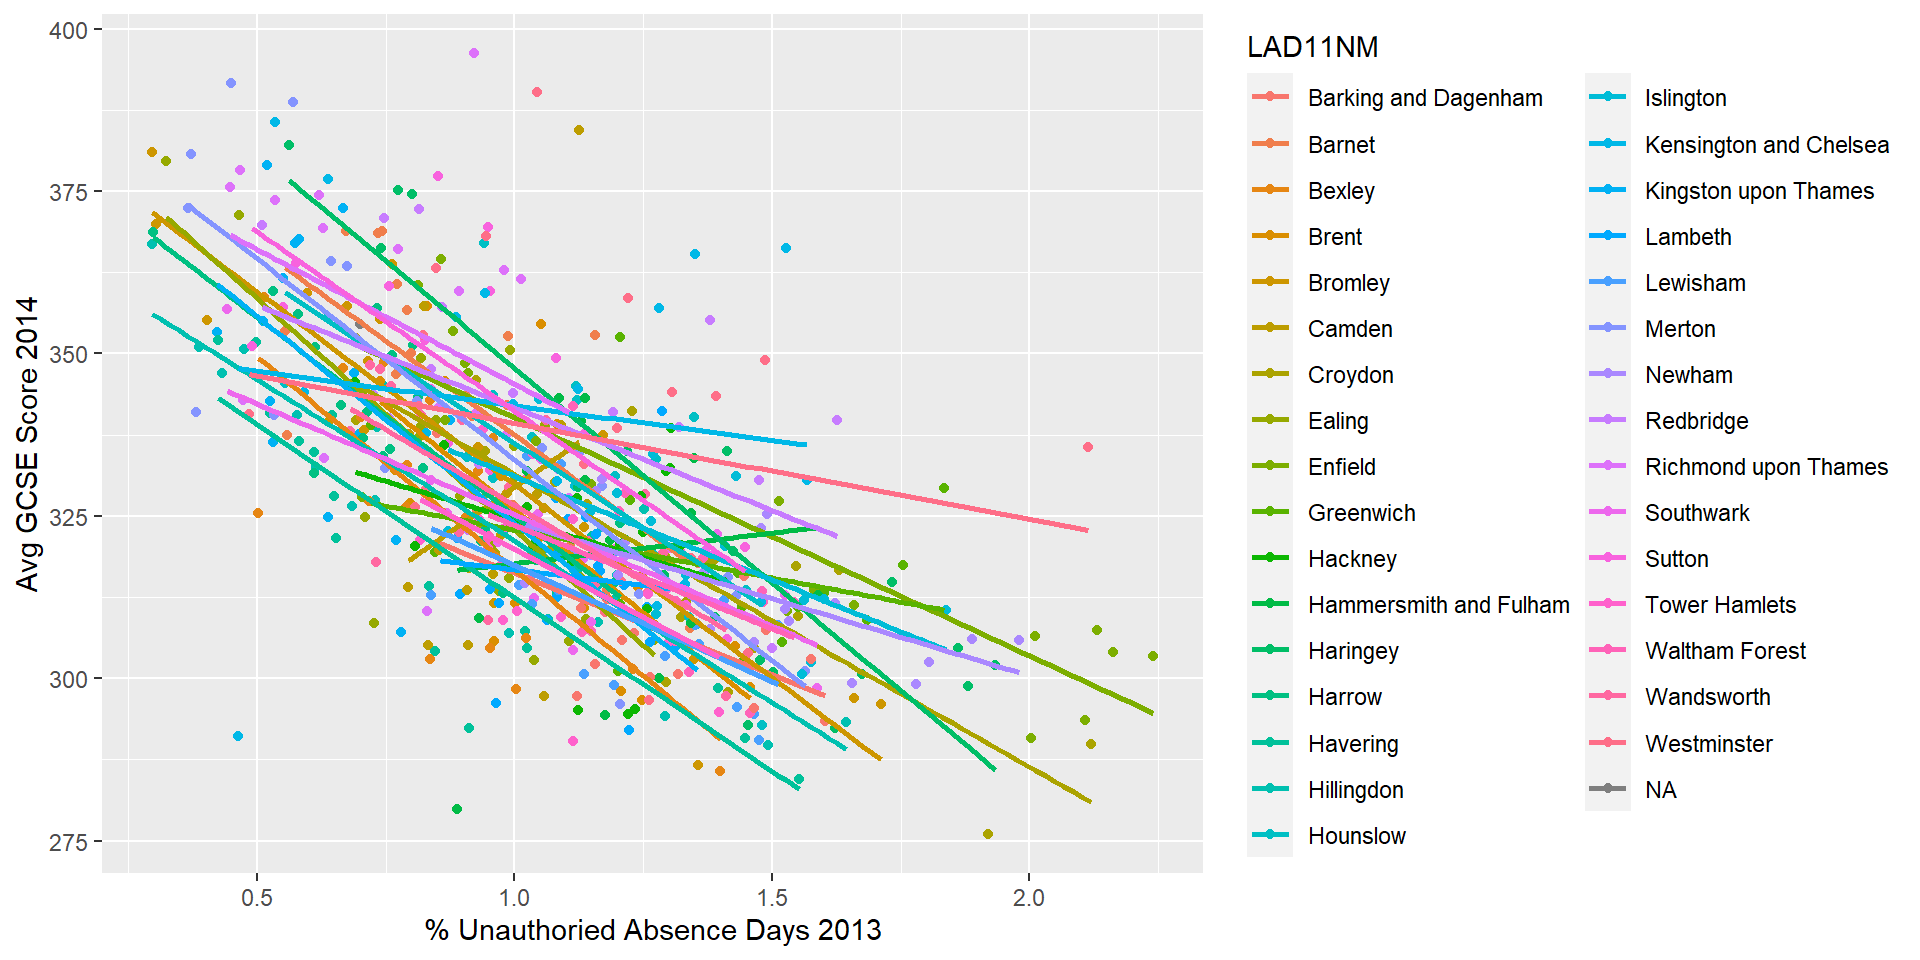 400
375
350
325
300
275
Avg GCSE Score 2014
0.5
1.0
1.5
2.0
% Unauthoried Absence Days 2013
LAD11NM
Barking and Dagenham
Barnet
Bexley
Brent
Bromley
Camden
Croydon
Ealing
Enfield
Greenwich
Hackney
Hammersmith and Fulham
Haringey
Harrow
Havering
Hillingdon
Hounslow
Islington
Kensington and Chelsea
Kingston upon Thames
Lambeth
Lewisham
Merton
Newham
Redbridge
Richmond upon Thames
Southwark
Sutton
Tower Hamlets
Waltham Forest
Wandsworth
Westminster
NA